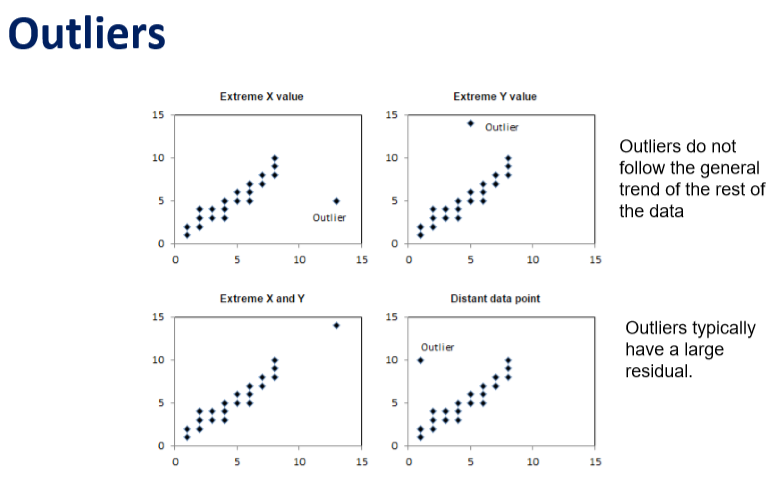 Outliers
Extreme X value
15
10
5
0
0 5 10 15
Outlier
Extreme Y value
15
10
5
0
0 5 10 15
Outlier
Outliers do not
follow the general
trend of the rest of
the data
Extreme X and Y
15
10
5
0
0 5 10 15
Distant data point
15
10
5
0
0 5 10 15
Outlier
Outliers typically
have a large
residual.